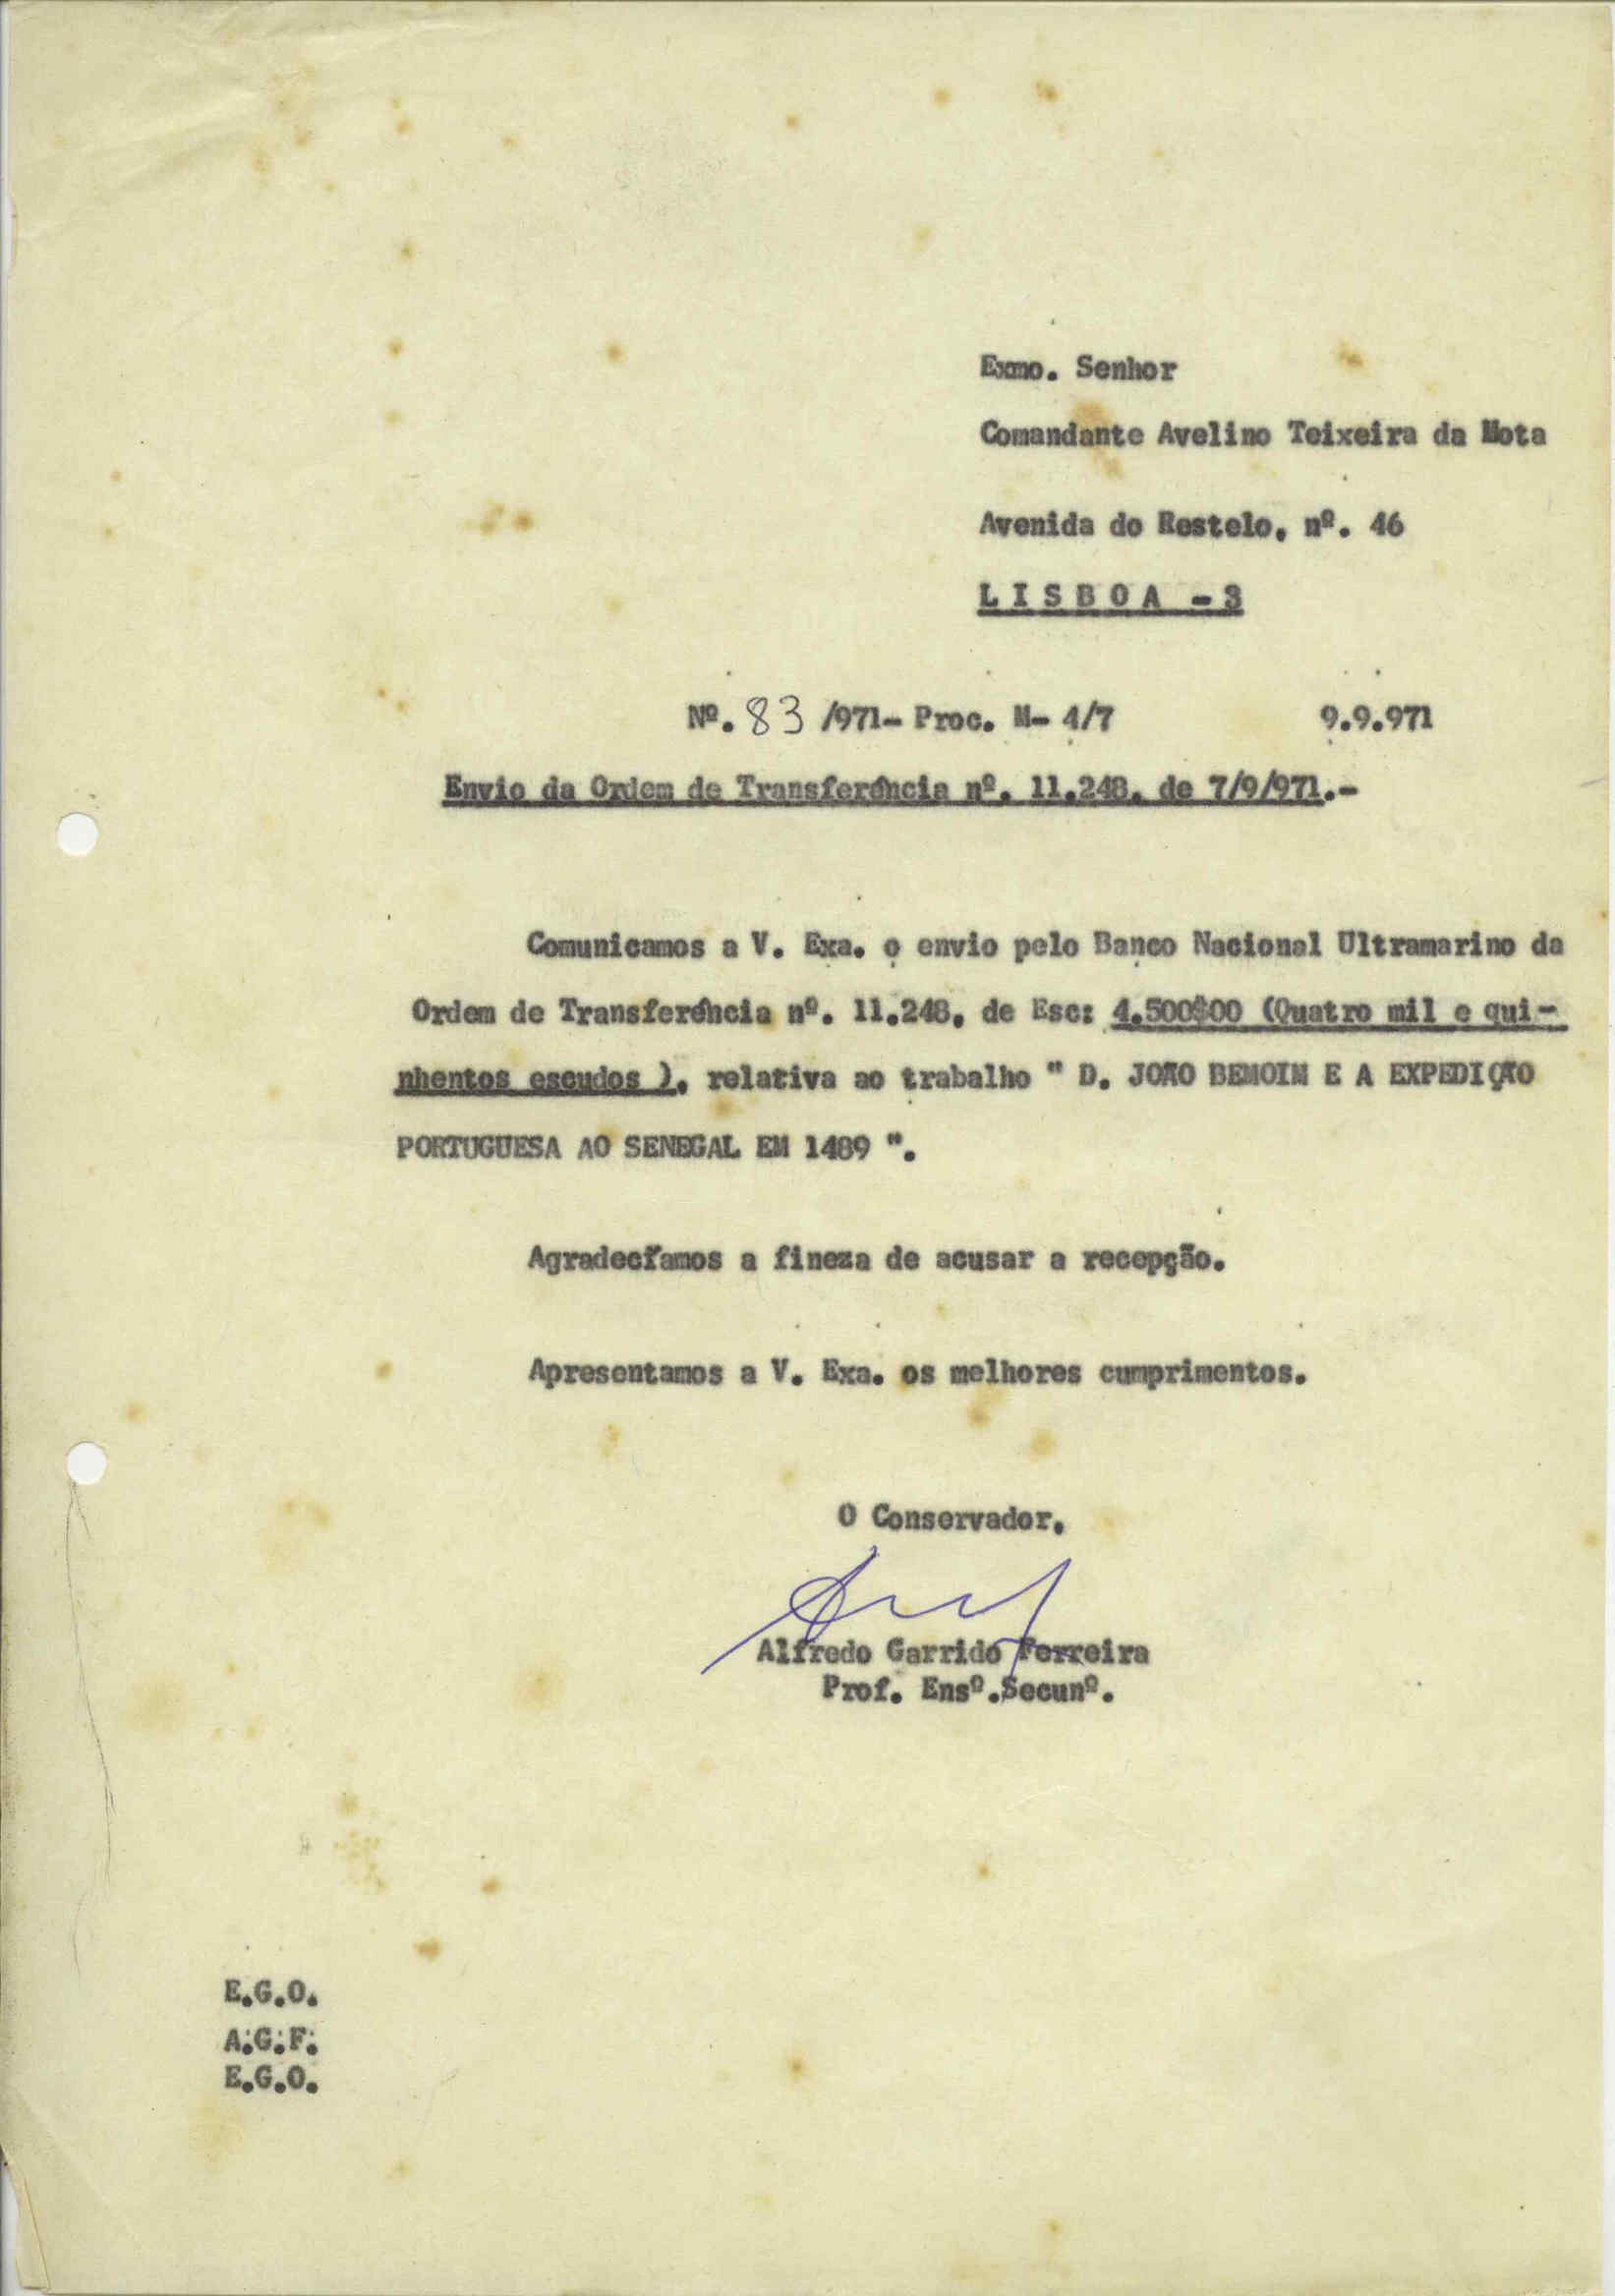 Exmo. Senhor
Comandante Avelino Teixeira da Mota
Avenida do Restelo, nº. 46
L I S B O A - 3
Nº. 83 /971- Proc. M- 4/7 9.9.971
Envio da Ordem de Transferência nº. 11.248, de 7/9/971.-
Comunicamos a V. Exa. o envio pelo Banco Nacional Ultramarino da
Ordem de Transferência nº. 11.248, de Esc: 4.500$00 (Quatro mil e qui-
nhentos escudos ), relativa ao trabalho " D. JOÃO BEMOIM E A EXPEDIÇÃO
PORTUGUESA AO SENEGAL EM 1489 ".
Agradecíamos a fineza de acusar a recepção.
Apresentamos a V. Exa. os melhores cumprimentos.
O Conservador,
Alfredo Garrido Ferreira
Prof. Ensº.Secunº.
E.G.O.
A.G.F.
E.G.O.